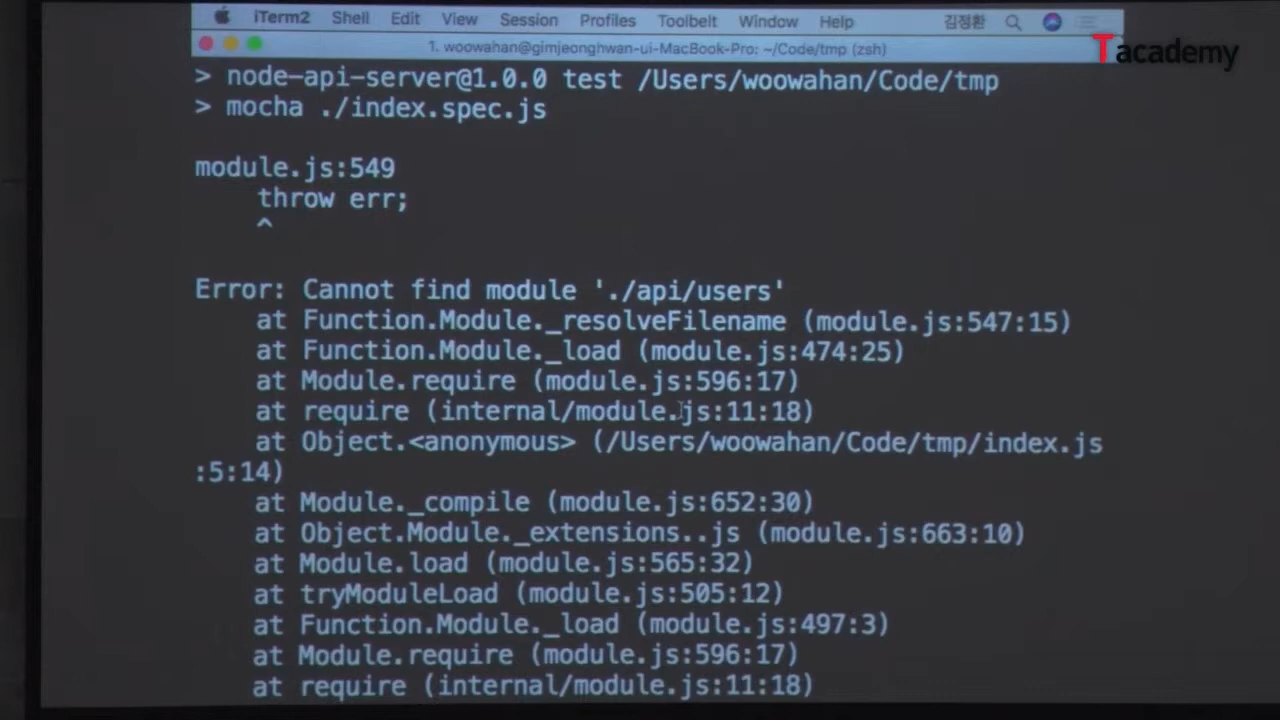 iTerm2 Shell Edit View Session Profiles Toolbelt Window Help 김정환
1. woowahan@gimjeonghwan-ui-MacBook-Pro: ~/Code/tmp (zsh)
Tacademy
> node-api-server@1.0.0 test /Users/woowahan/Code/tmp
> mocha ./index.spec.js
module.js:549
throw err;
^
Error: Cannot find module './api/users'
at Function.Module._resolveFilename (module.js:547:15)
at Function.Module._load (module.js:474:25)
at Module.require (module.js:596:17)
at require (internal/module.js:11:18)
at Object.<anonymous> (/Users/woowahan/Code/tmp/index.js
:5:14)
at Module._compile (module.js:652:30)
at Object.Module._extensions..js (module.js:663:10)
at Module.load (module.js:565:32)
at tryModuleLoad (module.js:505:12)
at Function.Module._load (module.js:497:3)
at Module.require (module.js:596:17)
at require (internal/module.js:11:18)